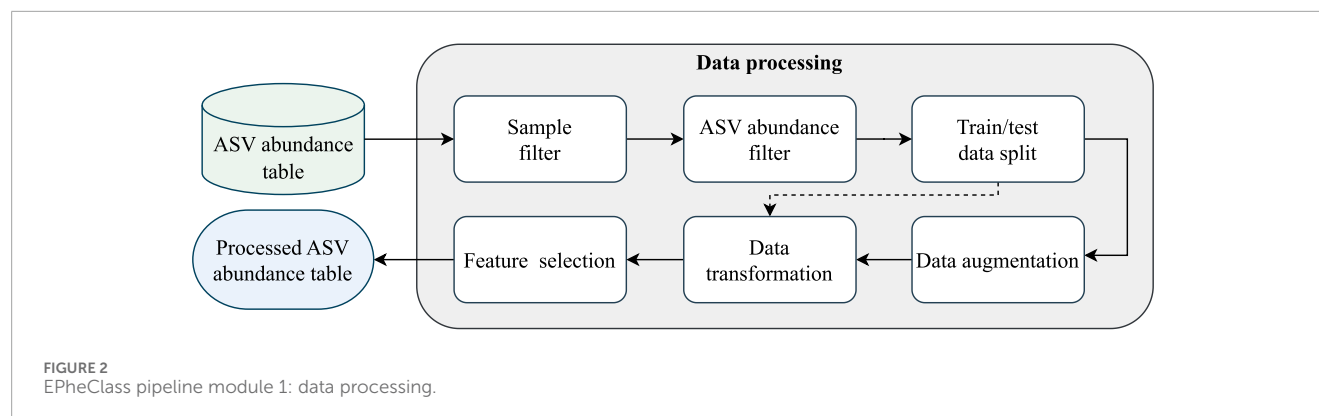 Data processing
ASV abundance
table
Sample
filter
ASV abundance
filter
Train/test
data split
Processed ASV
abundance table
Feature selection
Data
transformation
Data augmentation
FIGURE 2
EPheClass pipeline module 1: data processing.